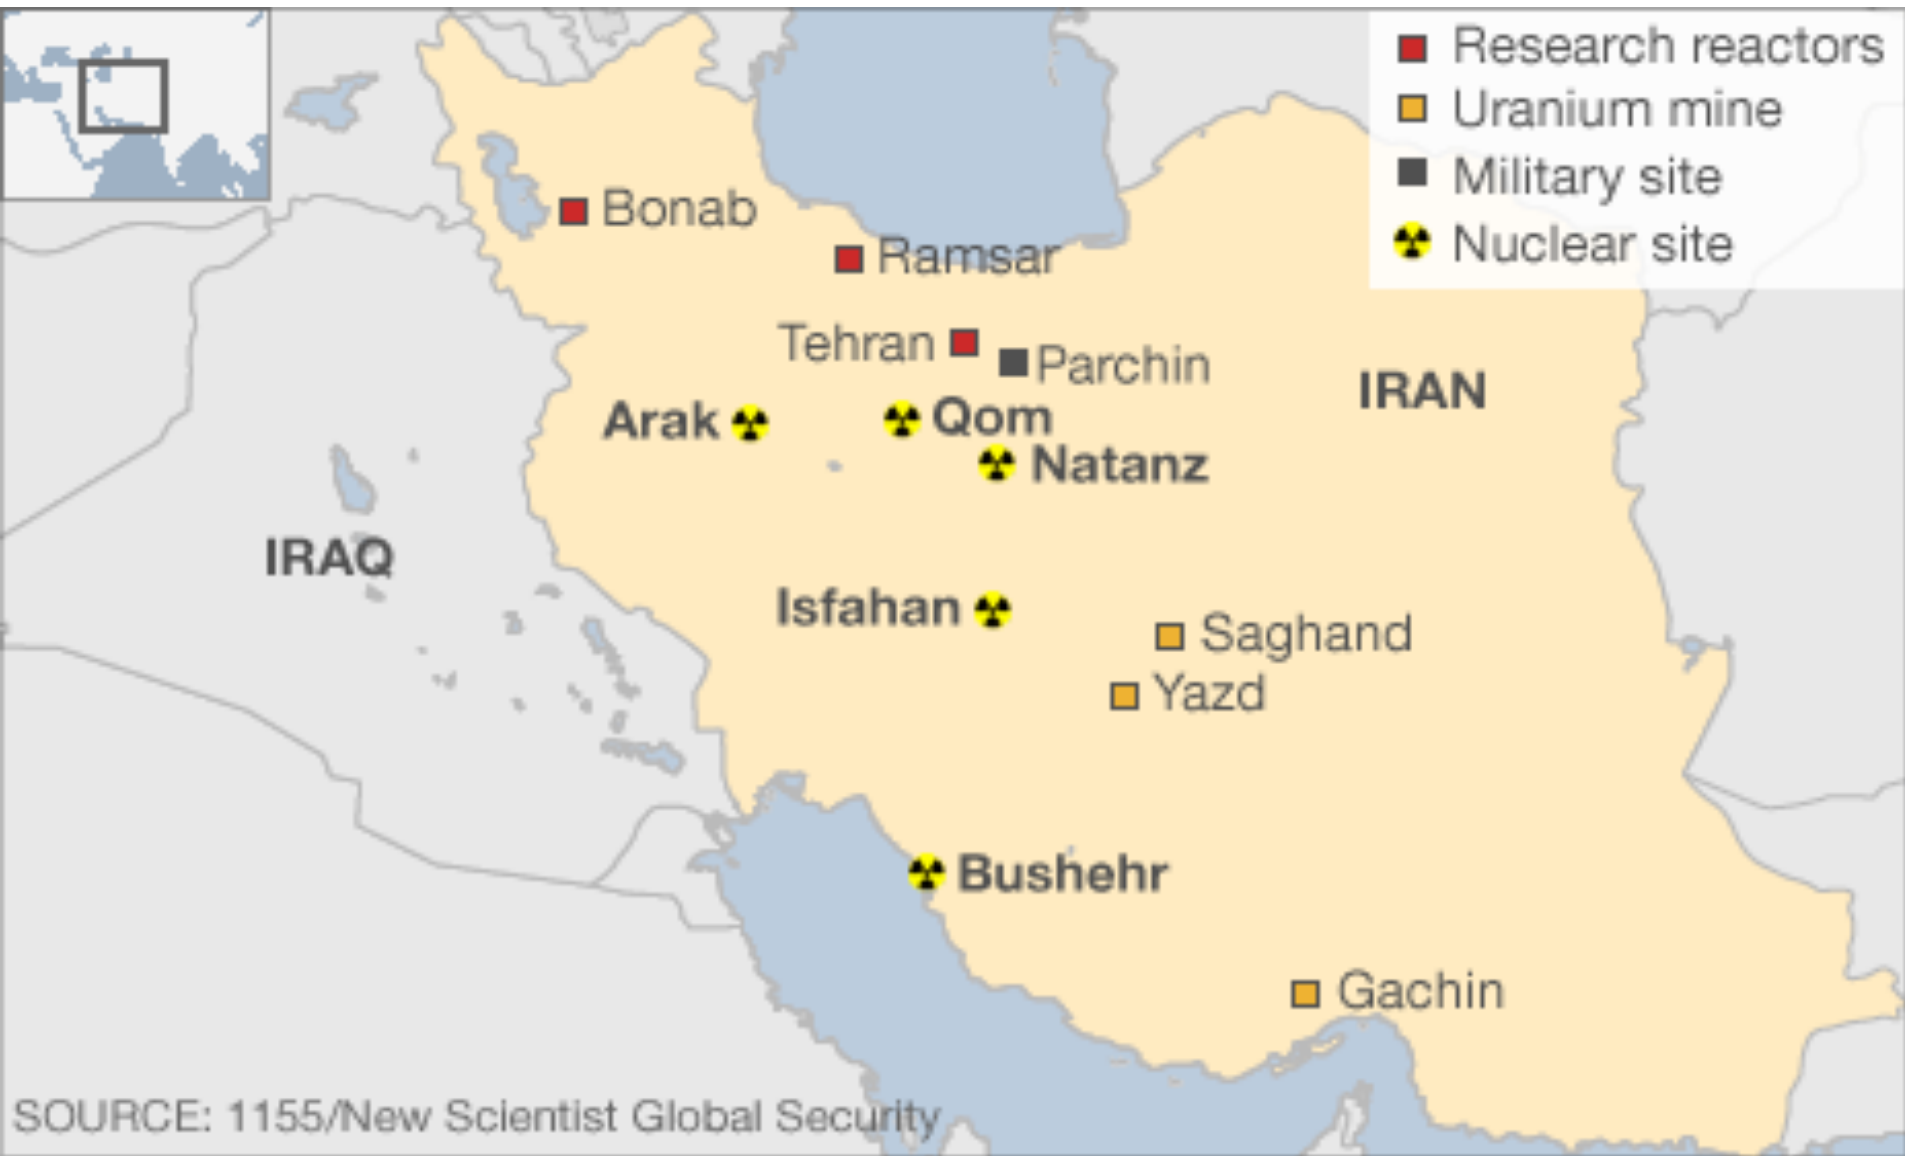 Research reactors
Uranium mine
Military site
Nuclear site
Bonab
Ramsar
Tehran
Parchin
IRAN
Arak
Qom
Natanz
IRAQ
Isfahan
Saghand
Yazd
Bushehr
Gachin
SOURCE: 1155/New Scientist Global Security